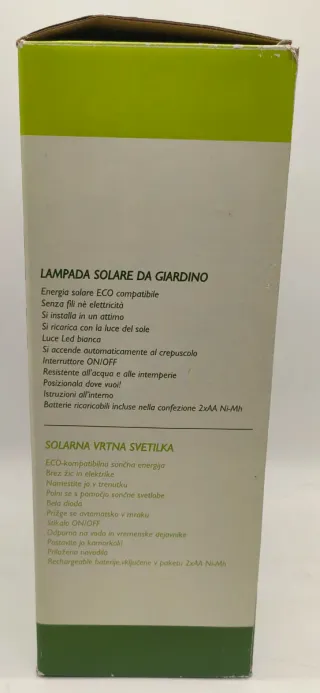 LAMPADA SOLARE DA GIARDINO
Energia solare ECO compatibile
Senza fili nè elettricità
Si installa in un attimo
Si ricarica con la luce del sole
Luce Led bianca
Si accende automaticamente al crepuscolo
Interruttore ON/OFF
Resistente all'acqua e alle intemperie
Posizionala dove vuoi!
Istruzioni all'interno
Batterie ricaricabili incluse nella confezione 2xAA Ni-Mh
SOLARNA VRTNA SVETILKA
ECO-kompatibilna sončna energija
Brez žic in elektrike
Namestite jo v trenutku
Polni se s pomočjo sončne svetlobe
Bela dioda
Prižge se avtomatsko v mraku
Stikalo ON/OFF
Odporna na vodo in vremenske dejavnike
Postavite jo kamorkoli!
Priložena navodila
Rechargeable baterije vključene v paketu 2xAA Ni-Mh